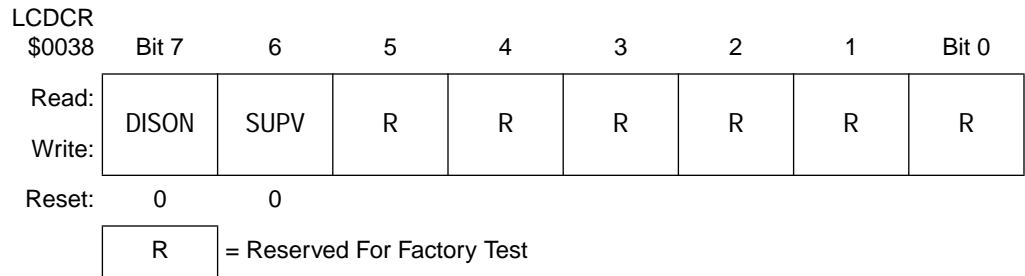 LCDCR
$0038 Bit 7 6 5 4 3 2 1 Bit 0
Read:
DISON SUPV R R R R R R
Write:
Reset: 0 0
R = Reserved For Factory Test